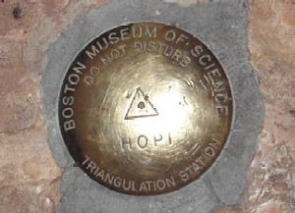 BOSTON MUSEUM OF SCIENCE
DO NOT DISTURB
HOPI
TRIANGULATION STATION